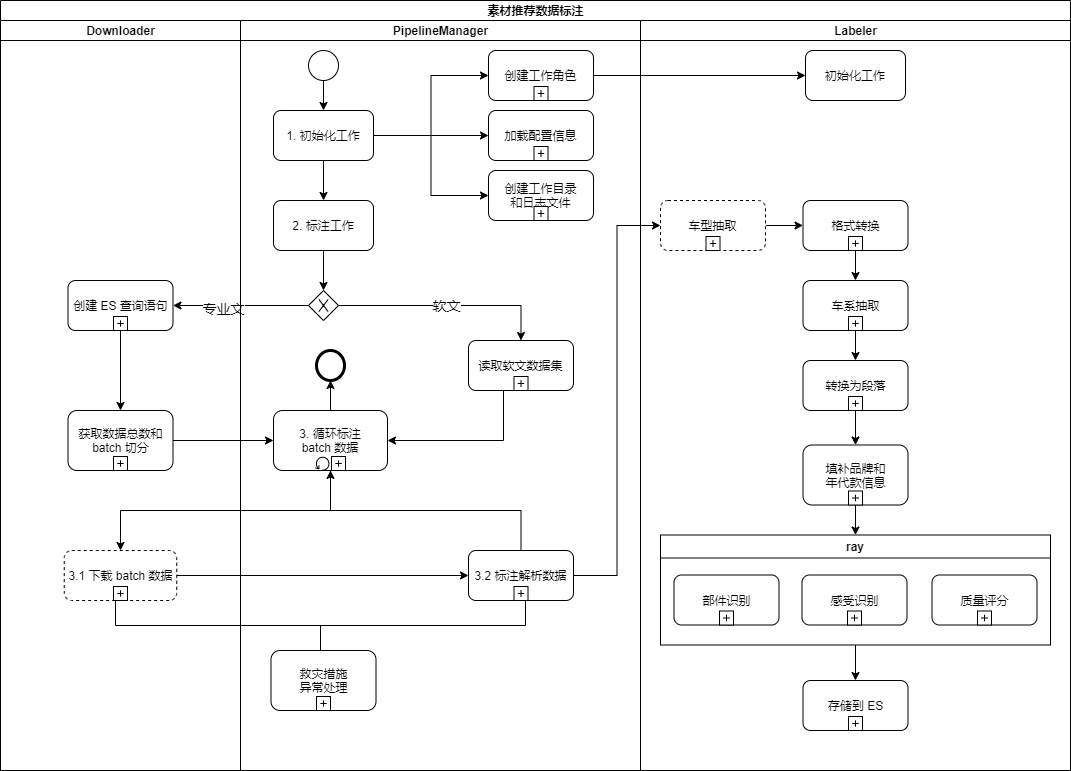 素材推荐数据标注
Downloader
PipelineManager
Labeler
创建工作角色
初始化工作
1. 初始化工作
加载配置信息
创建工作目录
和日志文件
2. 标注工作
车型抽取
格式转换
创建 ES 查询语句
专业文
软文
车系抽取
读取软文数据集
转换为段落
获取数据总数和
batch 切分
3. 循环标注
batch 数据
填补品牌和
年代款信息
ray
3.1 下载 batch 数据
3.2 标注解析数据
部件识别
感受识别
质量评分
救灾措施
异常处理
存储到 ES